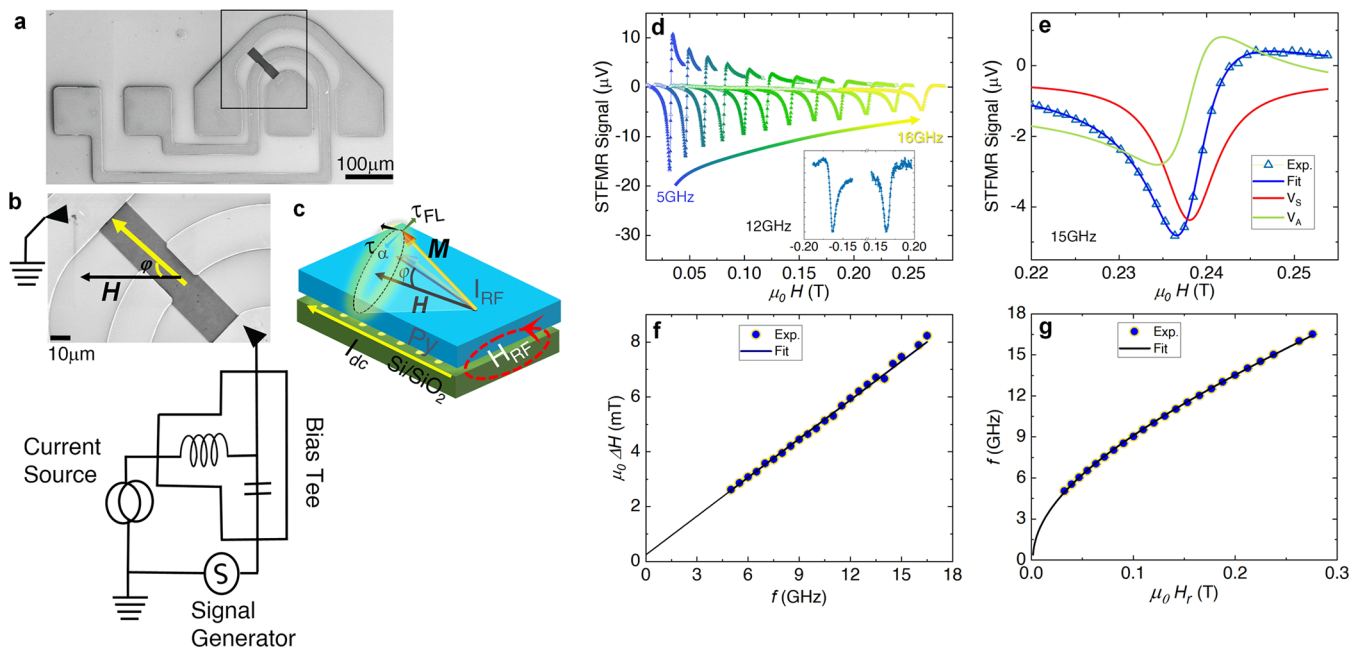 a
100μm
b
φ
H
10μm
Current
Source
Bias Tee
S
Signal
Generator
c
τFL
τα
M
φ
H
IRF
Py
Idc
Si/SiO2
HRF
d
STFMR Signal (μV)
10
0
-10
-20
-30
5GHz
16GHz
12GHz
-0.20 -0.15 0.15 0.20
0.05 0.10 0.15 0.20 0.25
μ0 H (T)
e
STFMR Signal (μV)
0
-2
-4
Exp.
Fit
VS
VA
15GHz
0.22 0.23 0.24 0.25
μ0 H (T)
f
Exp.
Fit
μ0 ΔH (mT)
8
6
4
2
0
0 3 6 9 12 15 18
f (GHz)
g
Exp.
Fit
f (GHz)
18
15
12
9
6
3
0
0.0 0.1 0.2 0.3
μ0 Hr (T)